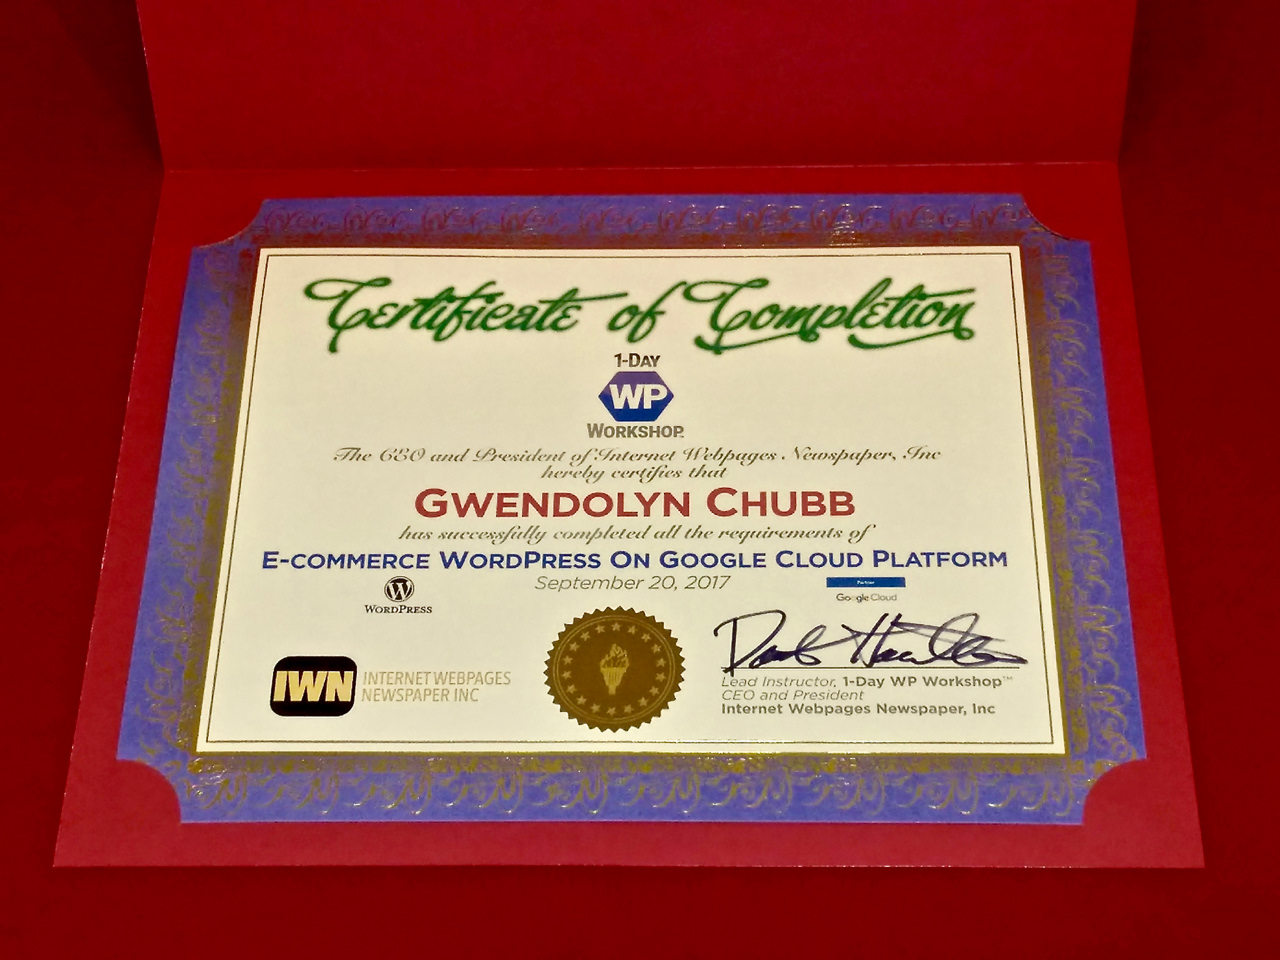 Certificate of Completion
1-DAY
WP
WORKSHOP
The CEO and President of Internet Webpages Newspaper, Inc
hereby certifies that
GWENDOLYN CHUBB
has successfully completed all the requirements of
E-COMMERCE WORDPRESS ON GOOGLE CLOUD PLATFORM
September 20, 2017
W
WORDPRESS
Partner
Google Cloud
IWN
INTERNET WEBPAGES
NEWSPAPER INC
Lead Instructor, 1-Day WP Workshop™
CEO and President
Internet Webpages Newspaper, Inc